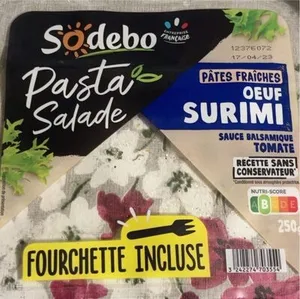 Sodebo
ENTREPRISE
FRANÇAISE
12376072
17/04/23
Pasta
Salade
PÂTES FRAÎCHES
OEUF
SURIMI
SAUCE BALSAMIQUE
TOMATE
RECETTE SANS
CONSERVATEUR*
NUTRI-SCORE
A B C D E
250g
FOURCHETTE INCLUSE